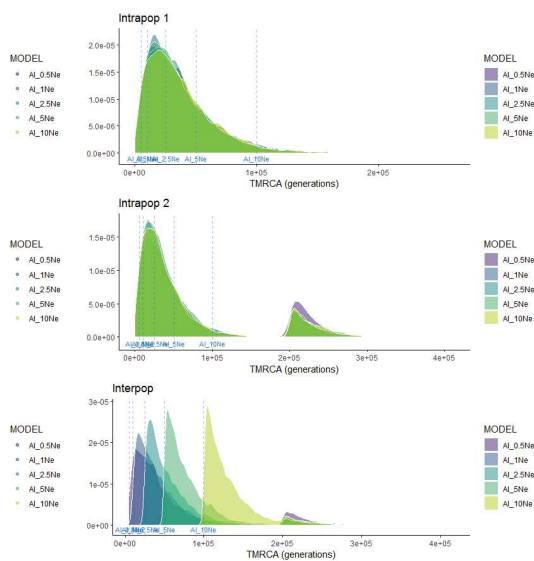 Intrapop 1
MODEL
AI_0.5Ne
AI_1Ne
AI_2.5Ne
AI_5Ne
AI_10Ne
2.0e-05
1.5e-05
1.0e-05
5.0e-06
0.0e+00
AI_2.5Ne AI_5Ne AI_10Ne
0e+00 1e+05 2e+05
TMRCA (generations)
MODEL
AI_0.5Ne
AI_1Ne
AI_2.5Ne
AI_5Ne
AI_10Ne
Intrapop 2
MODEL
AI_0.5Ne
AI_1Ne
AI_2.5Ne
AI_5Ne
AI_10Ne
1.5e-05
1.0e-05
5.0e-06
0.0e+00
AI_5Ne AI_10Ne
0e+00 1e+05 2e+05 3e+05 4e+05
TMRCA (generations)
MODEL
AI_0.5Ne
AI_1Ne
AI_2.5Ne
AI_5Ne
AI_10Ne
Interpop
MODEL
AI_0.5Ne
AI_1Ne
AI_2.5Ne
AI_5Ne
AI_10Ne
3e-05
2e-05
1e-05
0e+00
AI_5Ne AI_10Ne
0e+00 1e+05 2e+05 3e+05 4e+05
TMRCA (generations)
MODEL
AI_0.5Ne
AI_1Ne
AI_2.5Ne
AI_5Ne
AI_10Ne